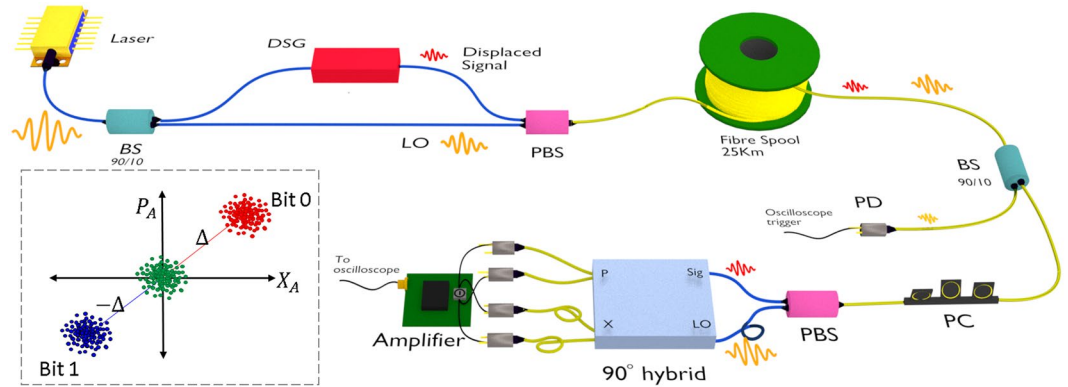 Laser
DSG
Displaced
Signal
BS
90/10
LO
PBS
Fibre Spool
25Km
BS
90/10
PD
Oscilloscope
trigger
P_A
Bit 0
Δ
X_A
-Δ
Bit 1
To
oscilloscope
Amplifier
P
Sig
X
LO
90° hybrid
PBS
PC